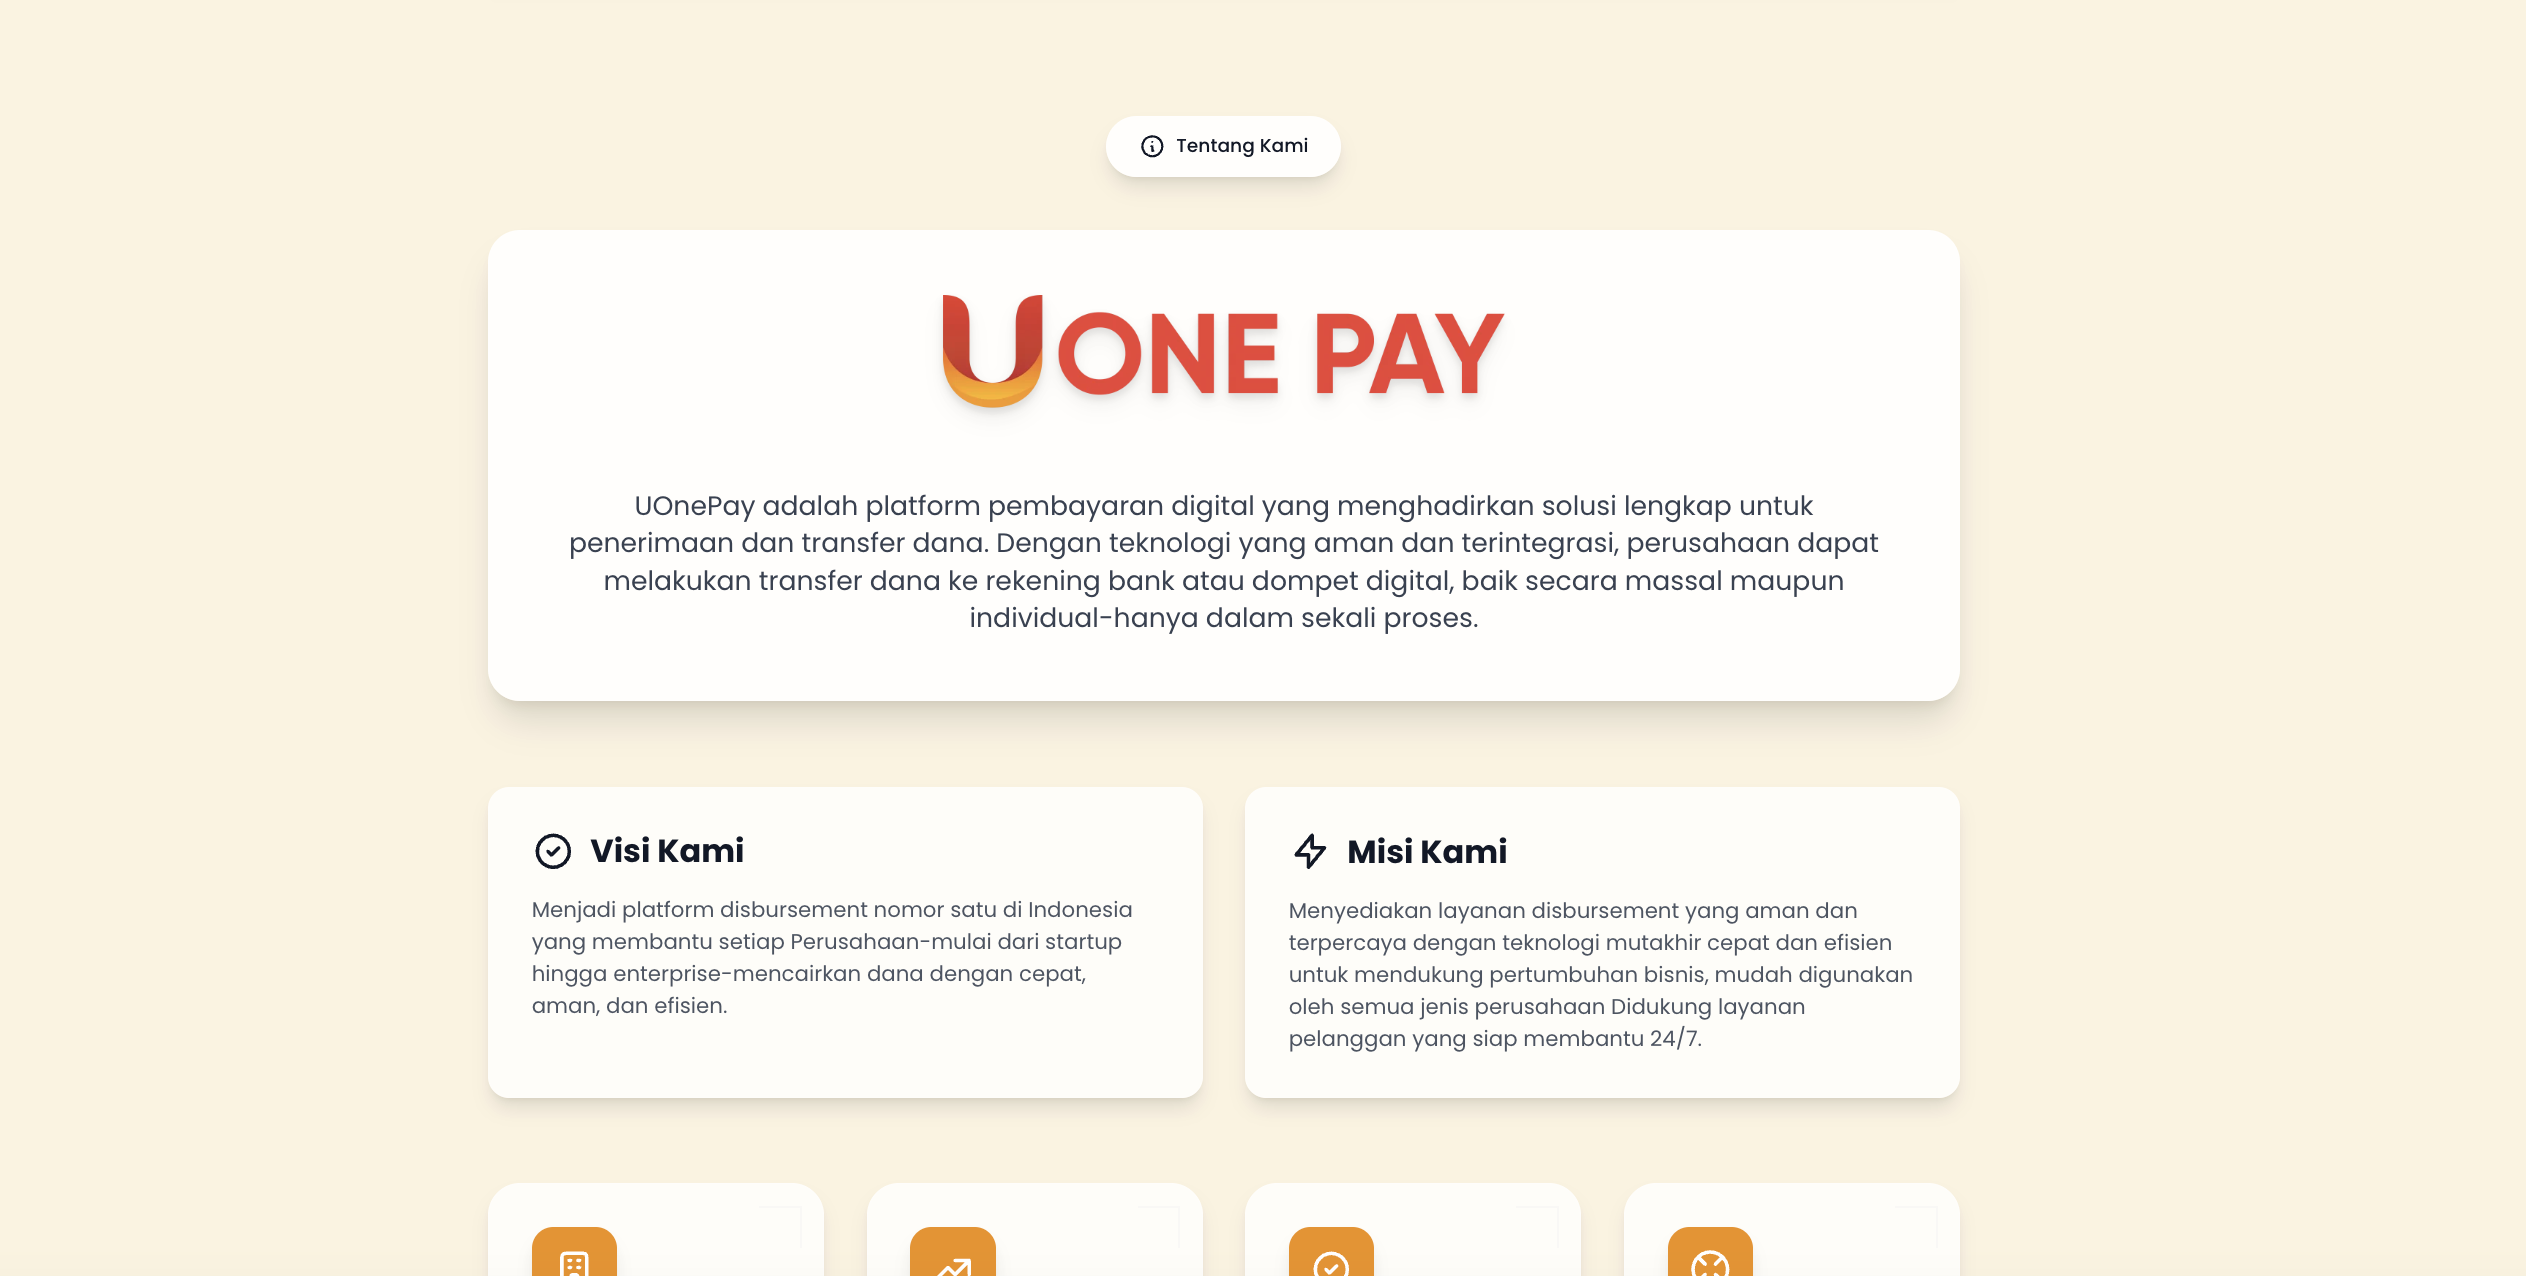 Tentang Kami
UONE PAY
UOnePay adalah platform pembayaran digital yang menghadirkan solusi lengkap untuk
penerimaan dan transfer dana. Dengan teknologi yang aman dan terintegrasi, perusahaan dapat
melakukan transfer dana ke rekening bank atau dompet digital, baik secara massal maupun
individual-hanya dalam sekali proses.
Visi Kami
Menjadi platform disbursement nomor satu di Indonesia
yang membantu setiap Perusahaan-mulai dari startup
hingga enterprise-mencairkan dana dengan cepat,
aman, dan efisien.
Misi Kami
Menyediakan layanan disbursement yang aman dan
terpercaya dengan teknologi mutakhir cepat dan efisien
untuk mendukung pertumbuhan bisnis, mudah digunakan
oleh semua jenis perusahaan Didukung layanan
pelanggan yang siap membantu 24/7.